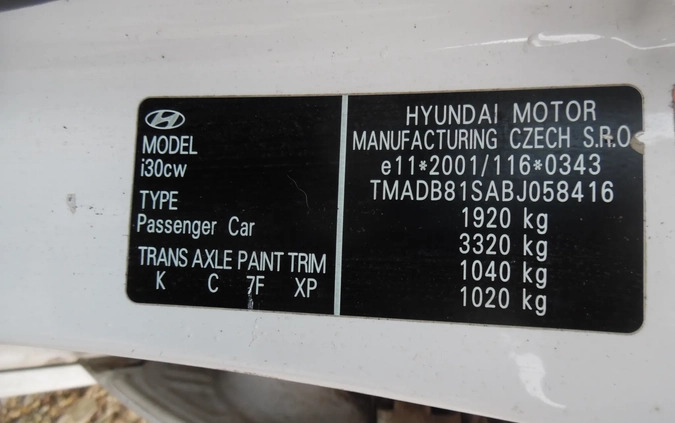 MODEL
i30cw
TYPE
Passenger Car
TRANS AXLE PAINT TRIM
K C 7F XP
HYUNDAI MOTOR
MANUFACTURING CZECH S.R.O
e11*2001/116*0343
TMADB81SABJ058416
1920 kg
3320 kg
1040 kg
1020 kg